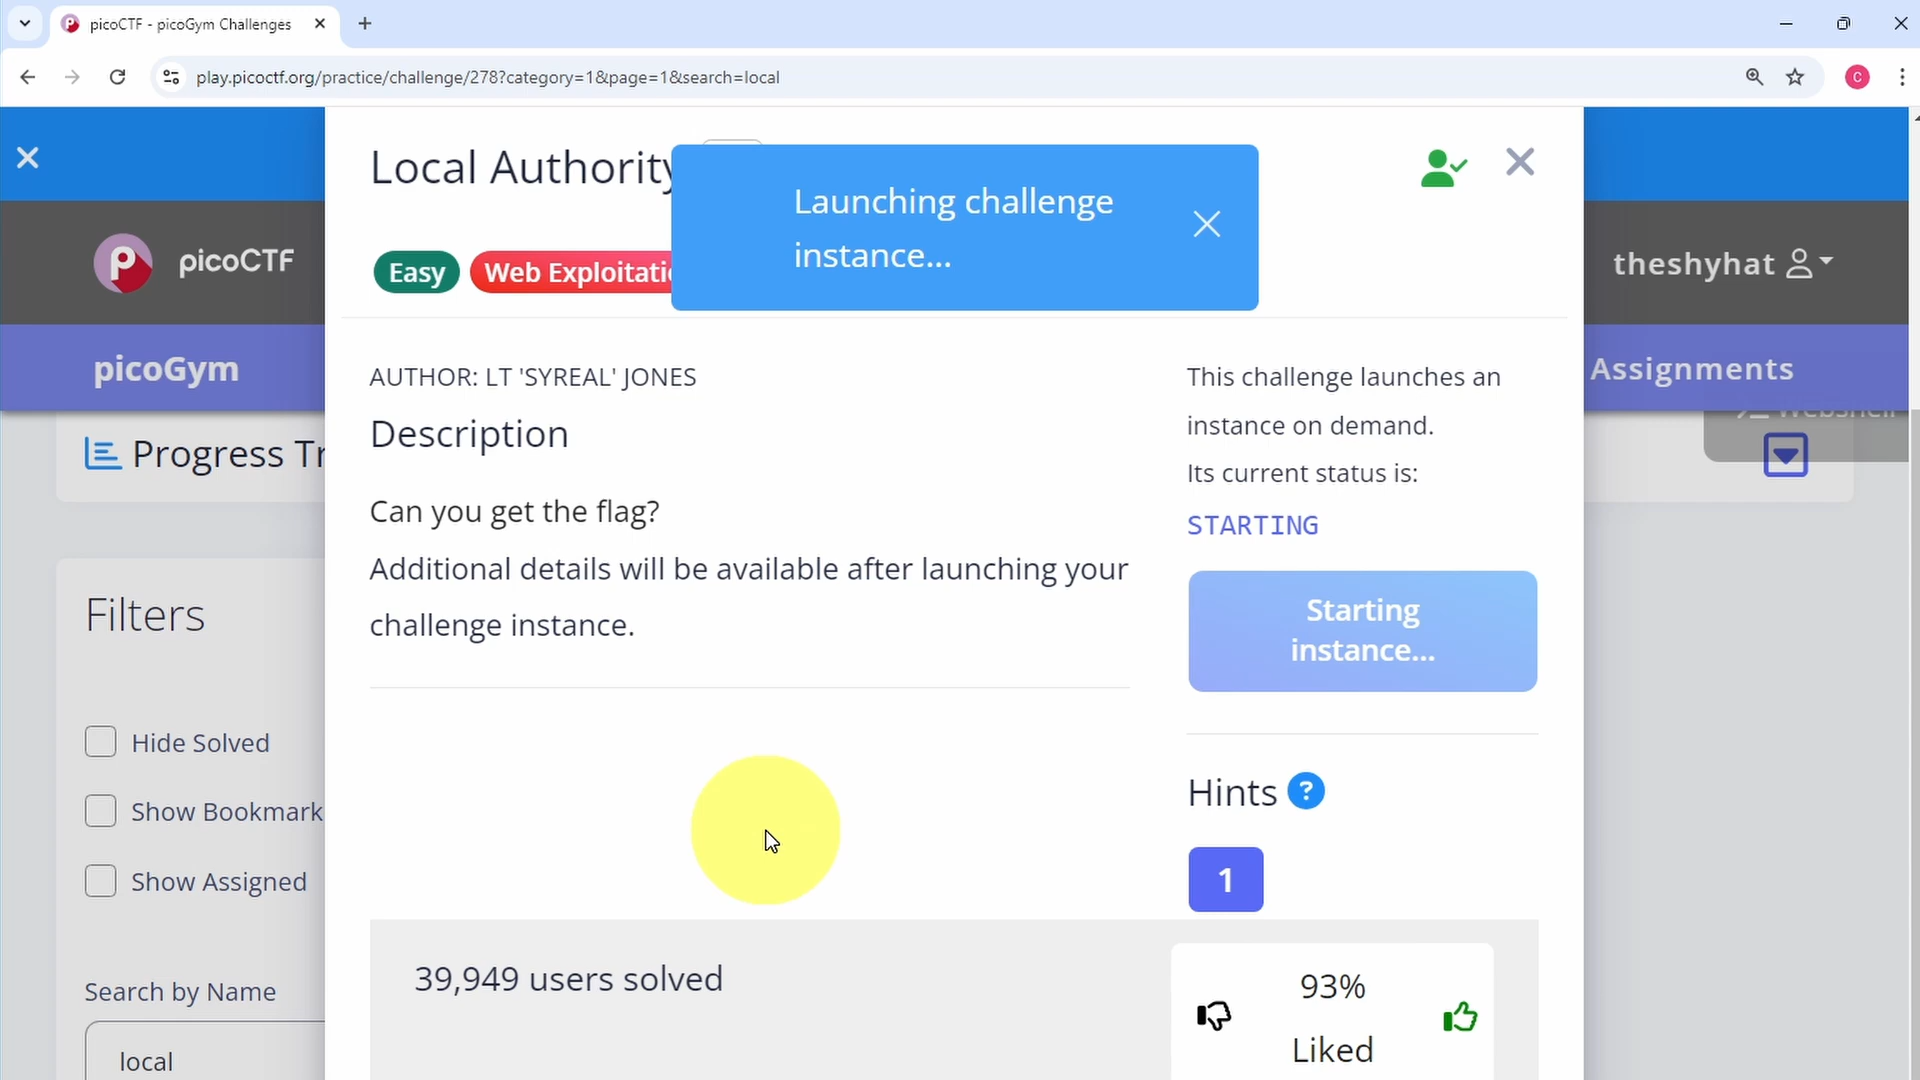 picoCTF - picoGym Challenges
play.picoctf.org/practice/challenge/278?category=1&page=1&search=local
C
Local Authority
Launching challenge
instance...
Easy
Web Exploitatio
picoCTF
theshyhat
picoGym
Assignments
AUTHOR: LT 'SYREAL' JONES
Description
Can you get the flag?
Additional details will be available after launching your
challenge instance.
This challenge launches an
instance on demand.
Its current status is:
STARTING
Starting
instance...
Webshell
Progress Tr
Filters
Hide Solved
Show Bookmark
Show Assigned
Search by Name
local
Hints ?
1
39,949 users solved
93%
Liked